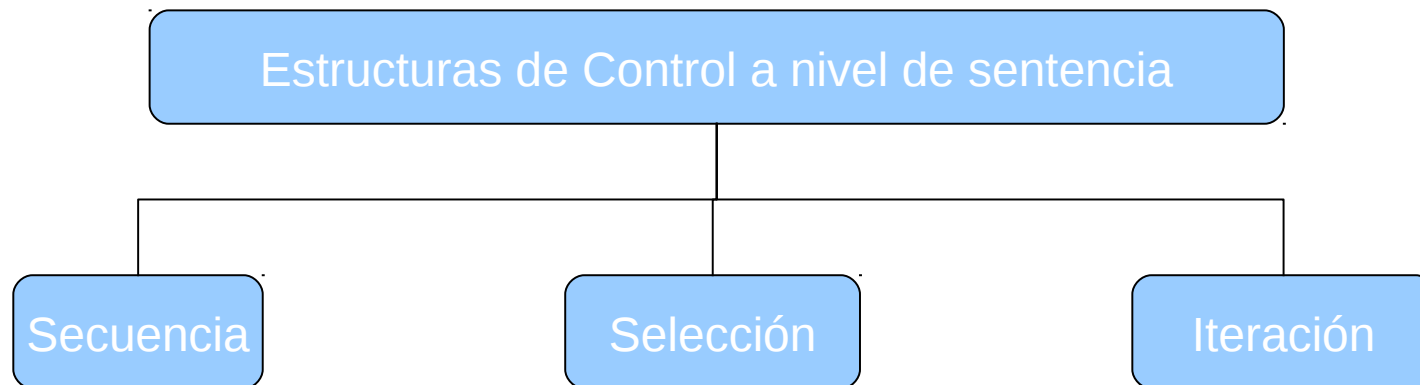 Estructuras de Control a nivel de sentencia
Secuencia
Selección
Iteración